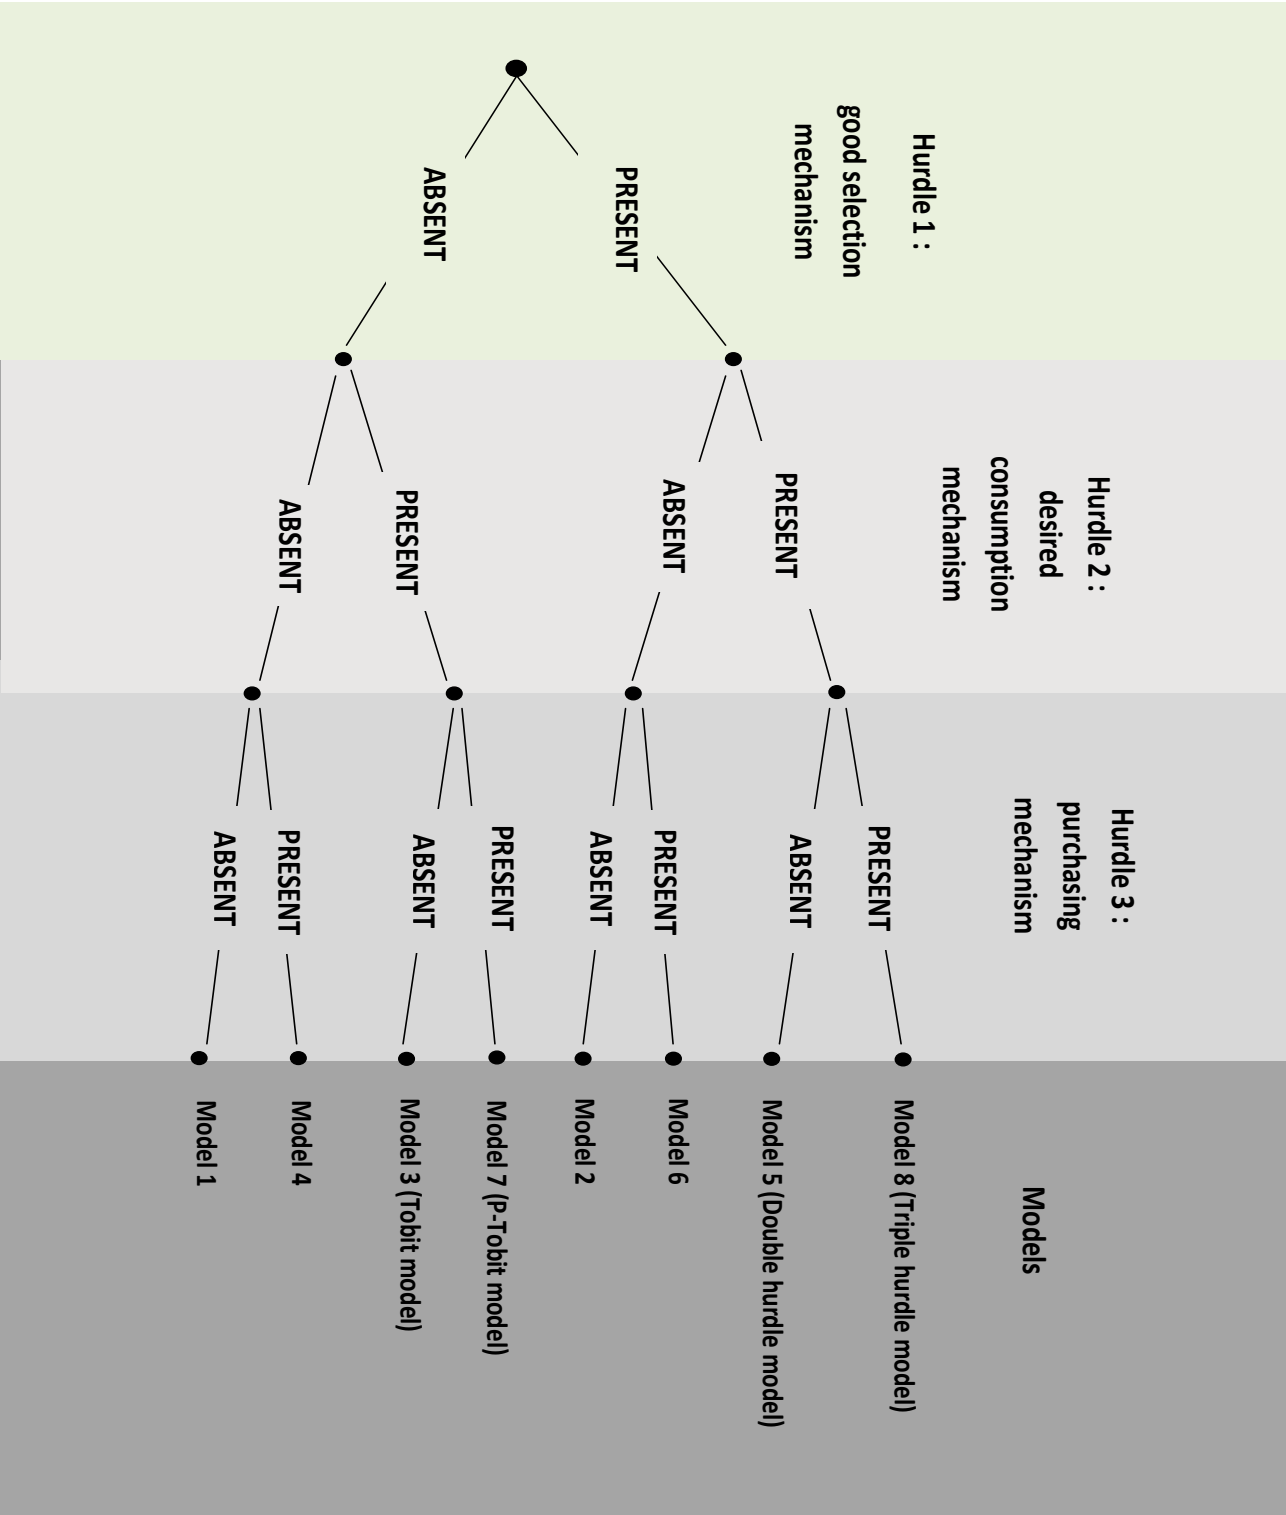 Hurdle 1 :
good selection
mechanism
PRESENT
ABSENT
Hurdle 2 :
desired
consumption
mechanism
PRESENT
ABSENT
PRESENT
ABSENT
Hurdle 3 :
purchasing
mechanism
PRESENT
ABSENT
PRESENT
ABSENT
PRESENT
ABSENT
PRESENT
ABSENT
Models
Model 8 (Triple hurdle model)
Model 5 (Double hurdle model)
Model 6
Model 2
Model 7 (P-Tobit model)
Model 3 (Tobit model)
Model 4
Model 1